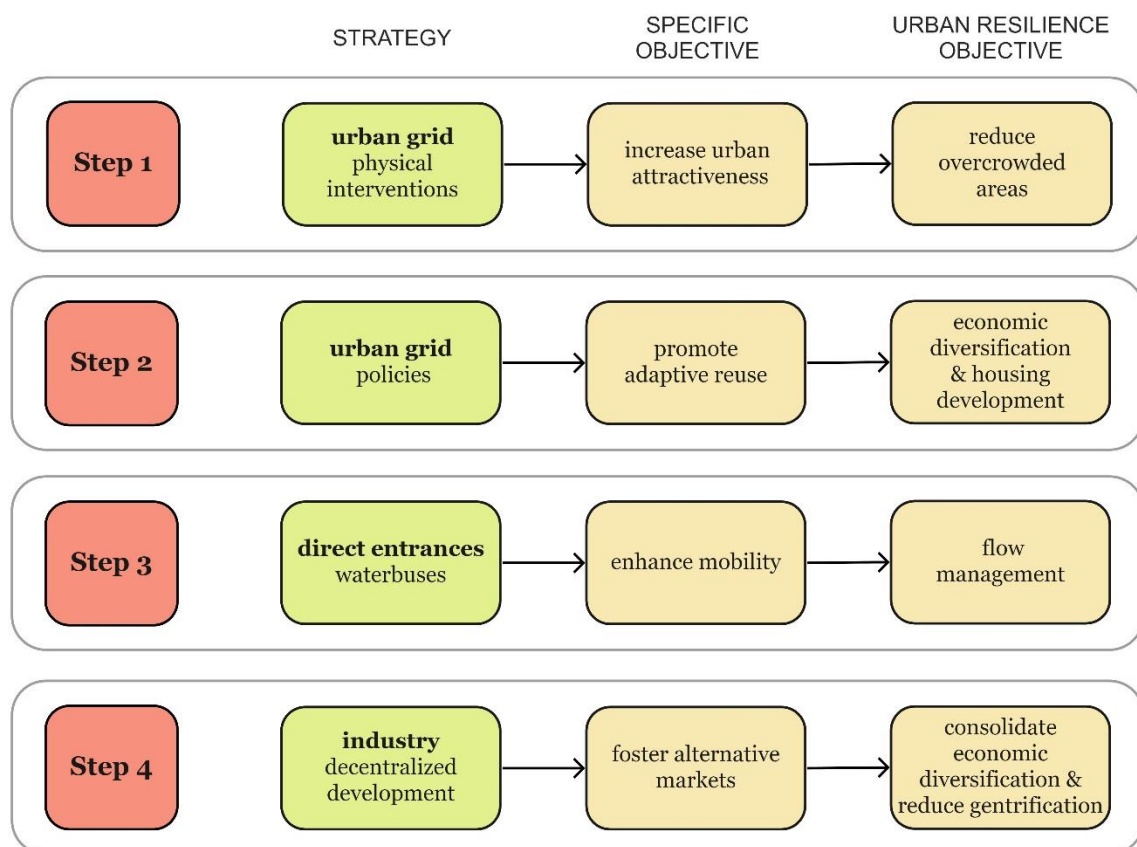 STRATEGY
SPECIFIC
OBJECTIVE
URBAN RESILIENCE
OBJECTIVE
Step 1
urban grid
physical
interventions
increase urban
attractiveness
reduce
overcrowded
areas
Step 2
urban grid
policies
promote
adaptive reuse
economic
diversification
& housing
development
Step 3
direct entrances
waterbuses
enhance mobility
flow
management
Step 4
industry
decentralized
development
foster alternative
markets
consolidate
economic
diversification &
reduce gentrification